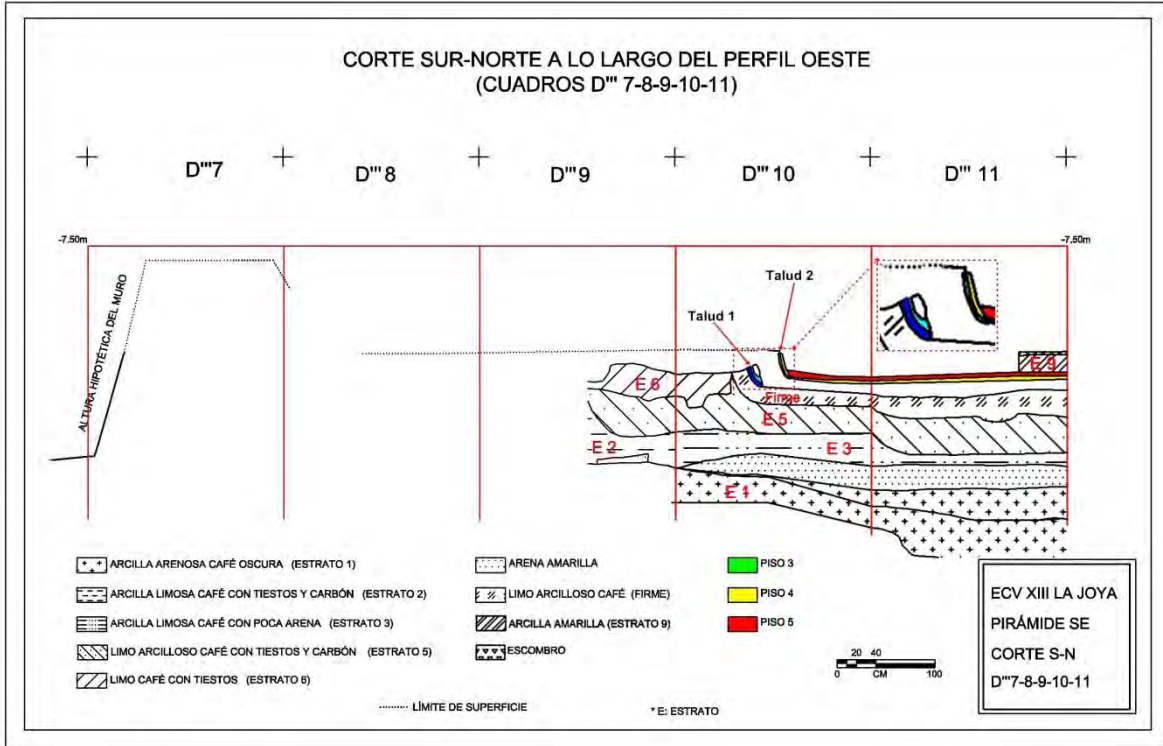 CORTE SUR-NORTE A LO LARGO DEL PERFIL OESTE
(CUADROS D"' 7-8-9-10-11)
D"'7
D"'8
D"'9
D"'10
D"' 11
-7.50m
-7.50m
ALTURA HIPOTÉTICA DEL MURO
Talud 2
Talud 1
E 9
E 6
Firme
E 5
E 2
E 3
E 1
ARCILLA ARENOSA CAFÉ OSCURA (ESTRATO 1)
ARCILLA LIMOSA CAFÉ CON TIESTOS Y CARBÓN (ESTRATO 2)
ARCILLA LIMOSA CAFÉ CON POCA ARENA (ESTRATO 3)
LIMO ARCILLOSO CAFÉ CON TIESTOS Y CARBÓN (ESTRATO 5)
LIMO CAFÉ CON TIESTOS (ESTRATO 6)
ARENA AMARILLA
LIMO ARCILLOSO CAFÉ (FIRME)
ARCILLA AMARILLA (ESTRATO 9)
ESCOMBRO
PISO 3
PISO 4
PISO 5
20 40
0 CM 100
LÍMITE DE SUPERFICIE
* E: ESTRATO
ECV XIII LA JOYA
PIRÁMIDE SE
CORTE S-N
D"'7-8-9-10-11